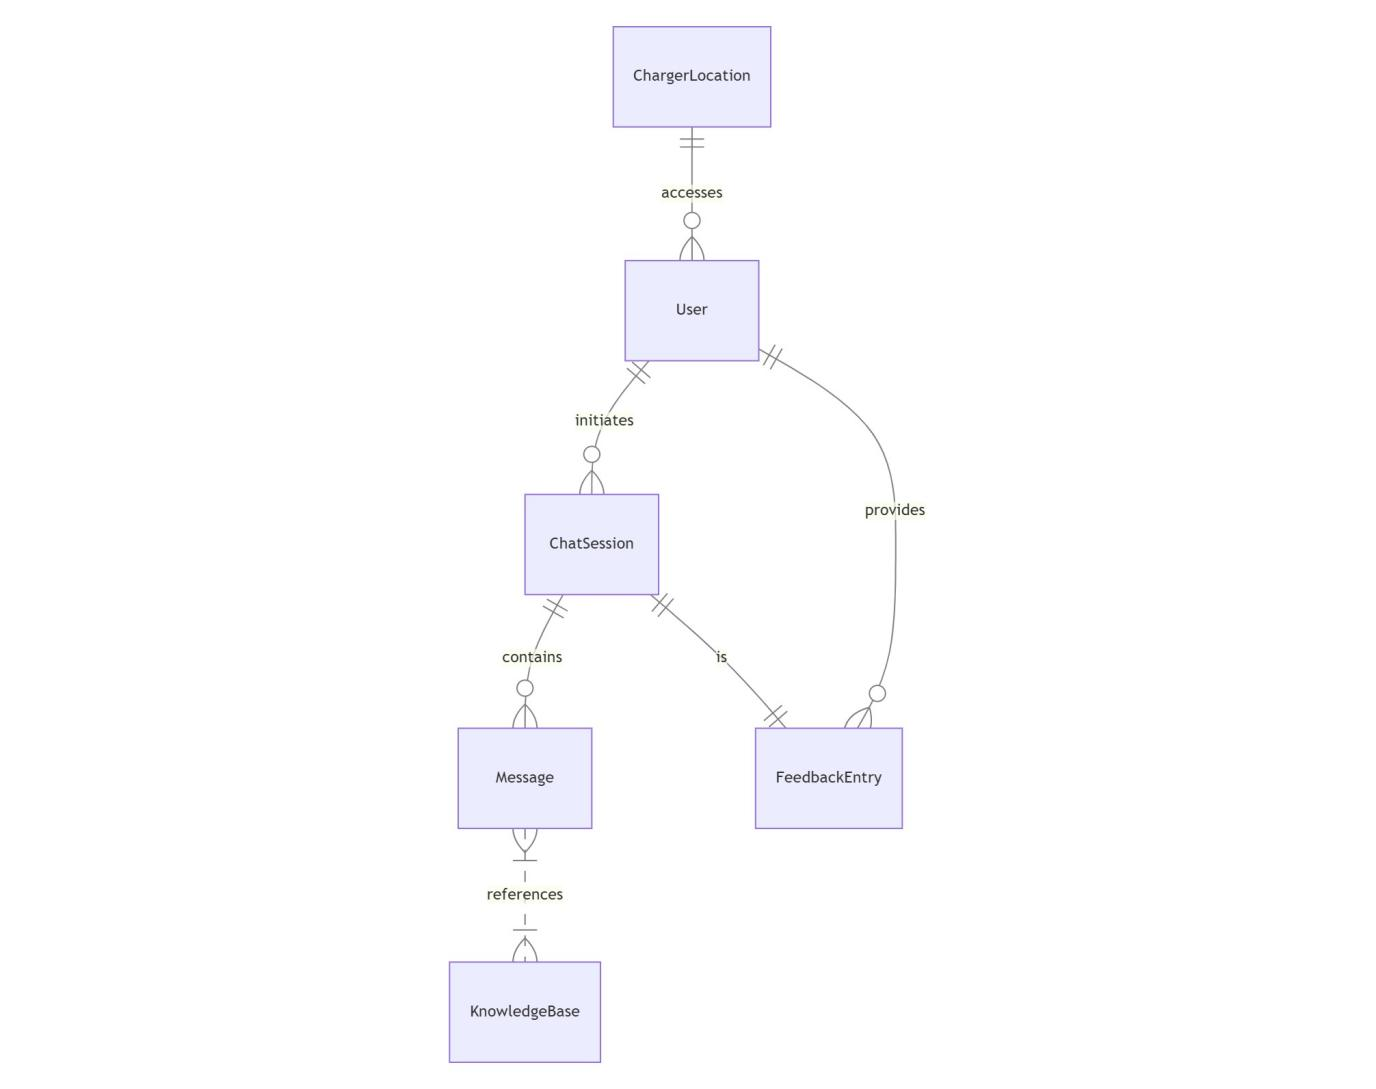 ChargerLocation
accesses
User
initiates
provides
ChatSession
contains
is
Message
FeedbackEntry
references
KnowledgeBase